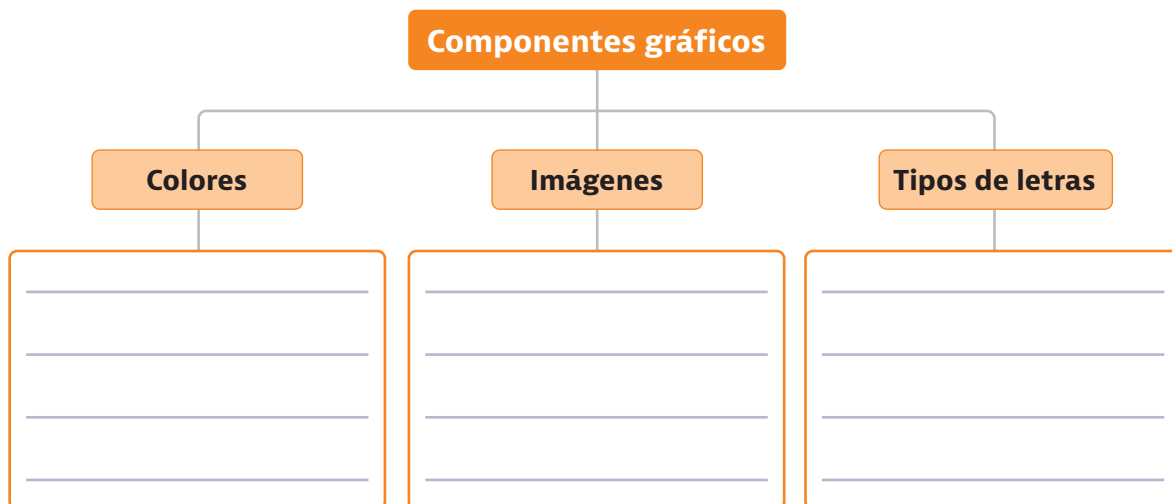 Componentes gráficos
Colores
Imágenes
Tipos de letras